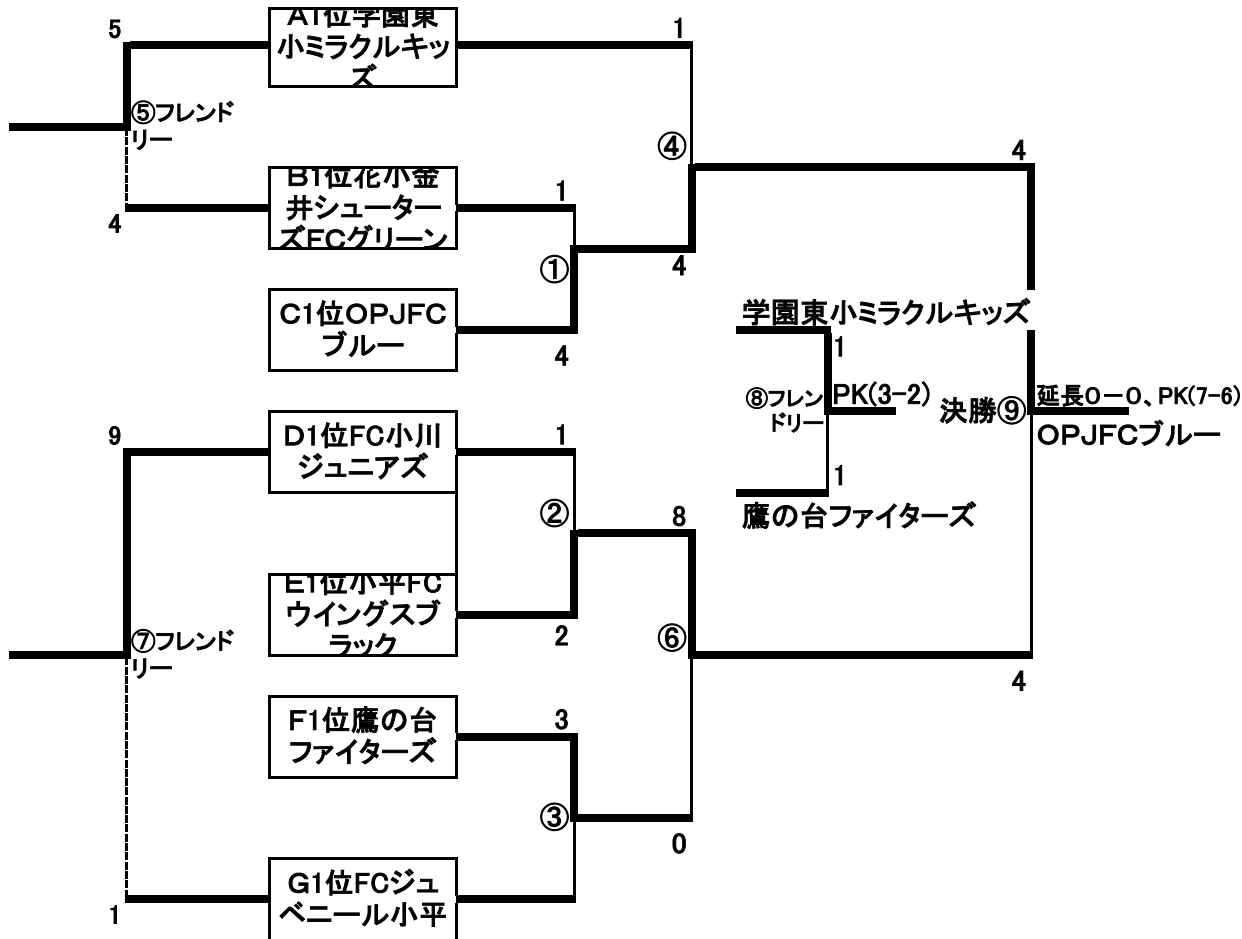 5
A1位学園東
小ミラクルキッ
ズ
1
⑤フレンド
リー
④
4
B1位花小金
井シューター
ズFCグリーン
1
4
①
4
C1位OPJFC
ブルー
4
学園東小ミラクルキッズ
1
⑧フレン
ドリー
PK(3-2)
決勝⑨
延長0－0、PK(7-6)
OPJFCブルー
9
D1位FC小川
ジュニアズ
1
1
鷹の台ファイターズ
②
8
E1位小平FC
ウイングスブ
ラック
2
⑦フレンド
リー
⑥
4
F1位鷹の台
ファイターズ
3
③
0
G1位FCジュ
ベニール小平
1